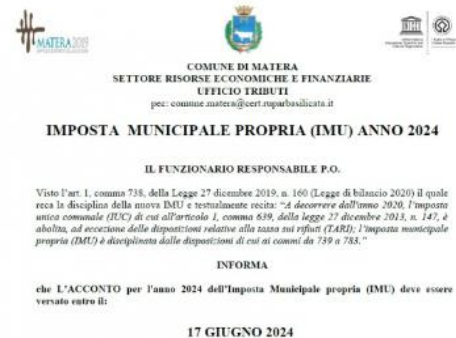 MATERA 2019
COMUNE DI MATERA
SETTORE RISORSE ECONOMICHE E FINANZIARIE
UFFICIO TRIBUTI
pec: comune.matera@cert.ruparbasilicata.it
IMPOSTA MUNICIPALE PROPRIA (IMU) ANNO 2024
IL FUNZIONARIO RESPONSABILE P.O.
Visto l'art. 1, comma 738, della Legge 27 dicembre 2019, n. 160 (Legge di bilancio 2020) il quale
reca la disciplina della nuova IMU e testualmente recita: “A decorrere dall'anno 2020, l'imposta
unica comunale (IUC) di cui all'articolo 1, comma 639, della legge 27 dicembre 2013, n. 147, è
abolita, ad eccezione delle disposizioni relative alla tassa sui rifiuti (TARI); l'imposta municipale
propria (IMU) è disciplinata dalle disposizioni di cui ai commi da 739 a 783.”
INFORMA
che L'ACCONTO per l'anno 2024 dell'Imposta Municipale propria (IMU) deve essere
versato entro il:
17 GIUGNO 2024